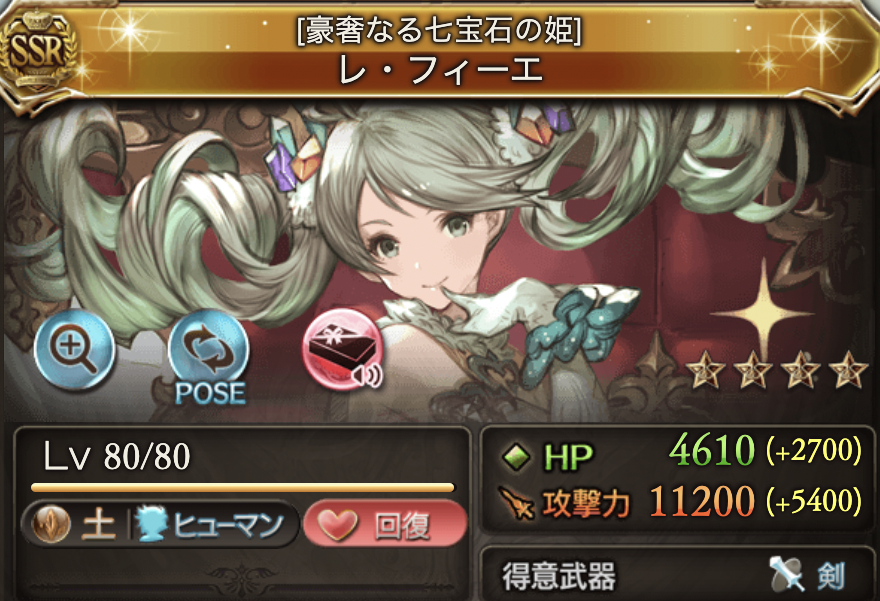 SSR
[豪奢なる七宝石の姫]
レ・フィーエ
POSE
Lv 80/80
HP 4610 (+2700)
土 ヒューマン 回復
攻撃力 11200 (+5400)
得意武器 剣